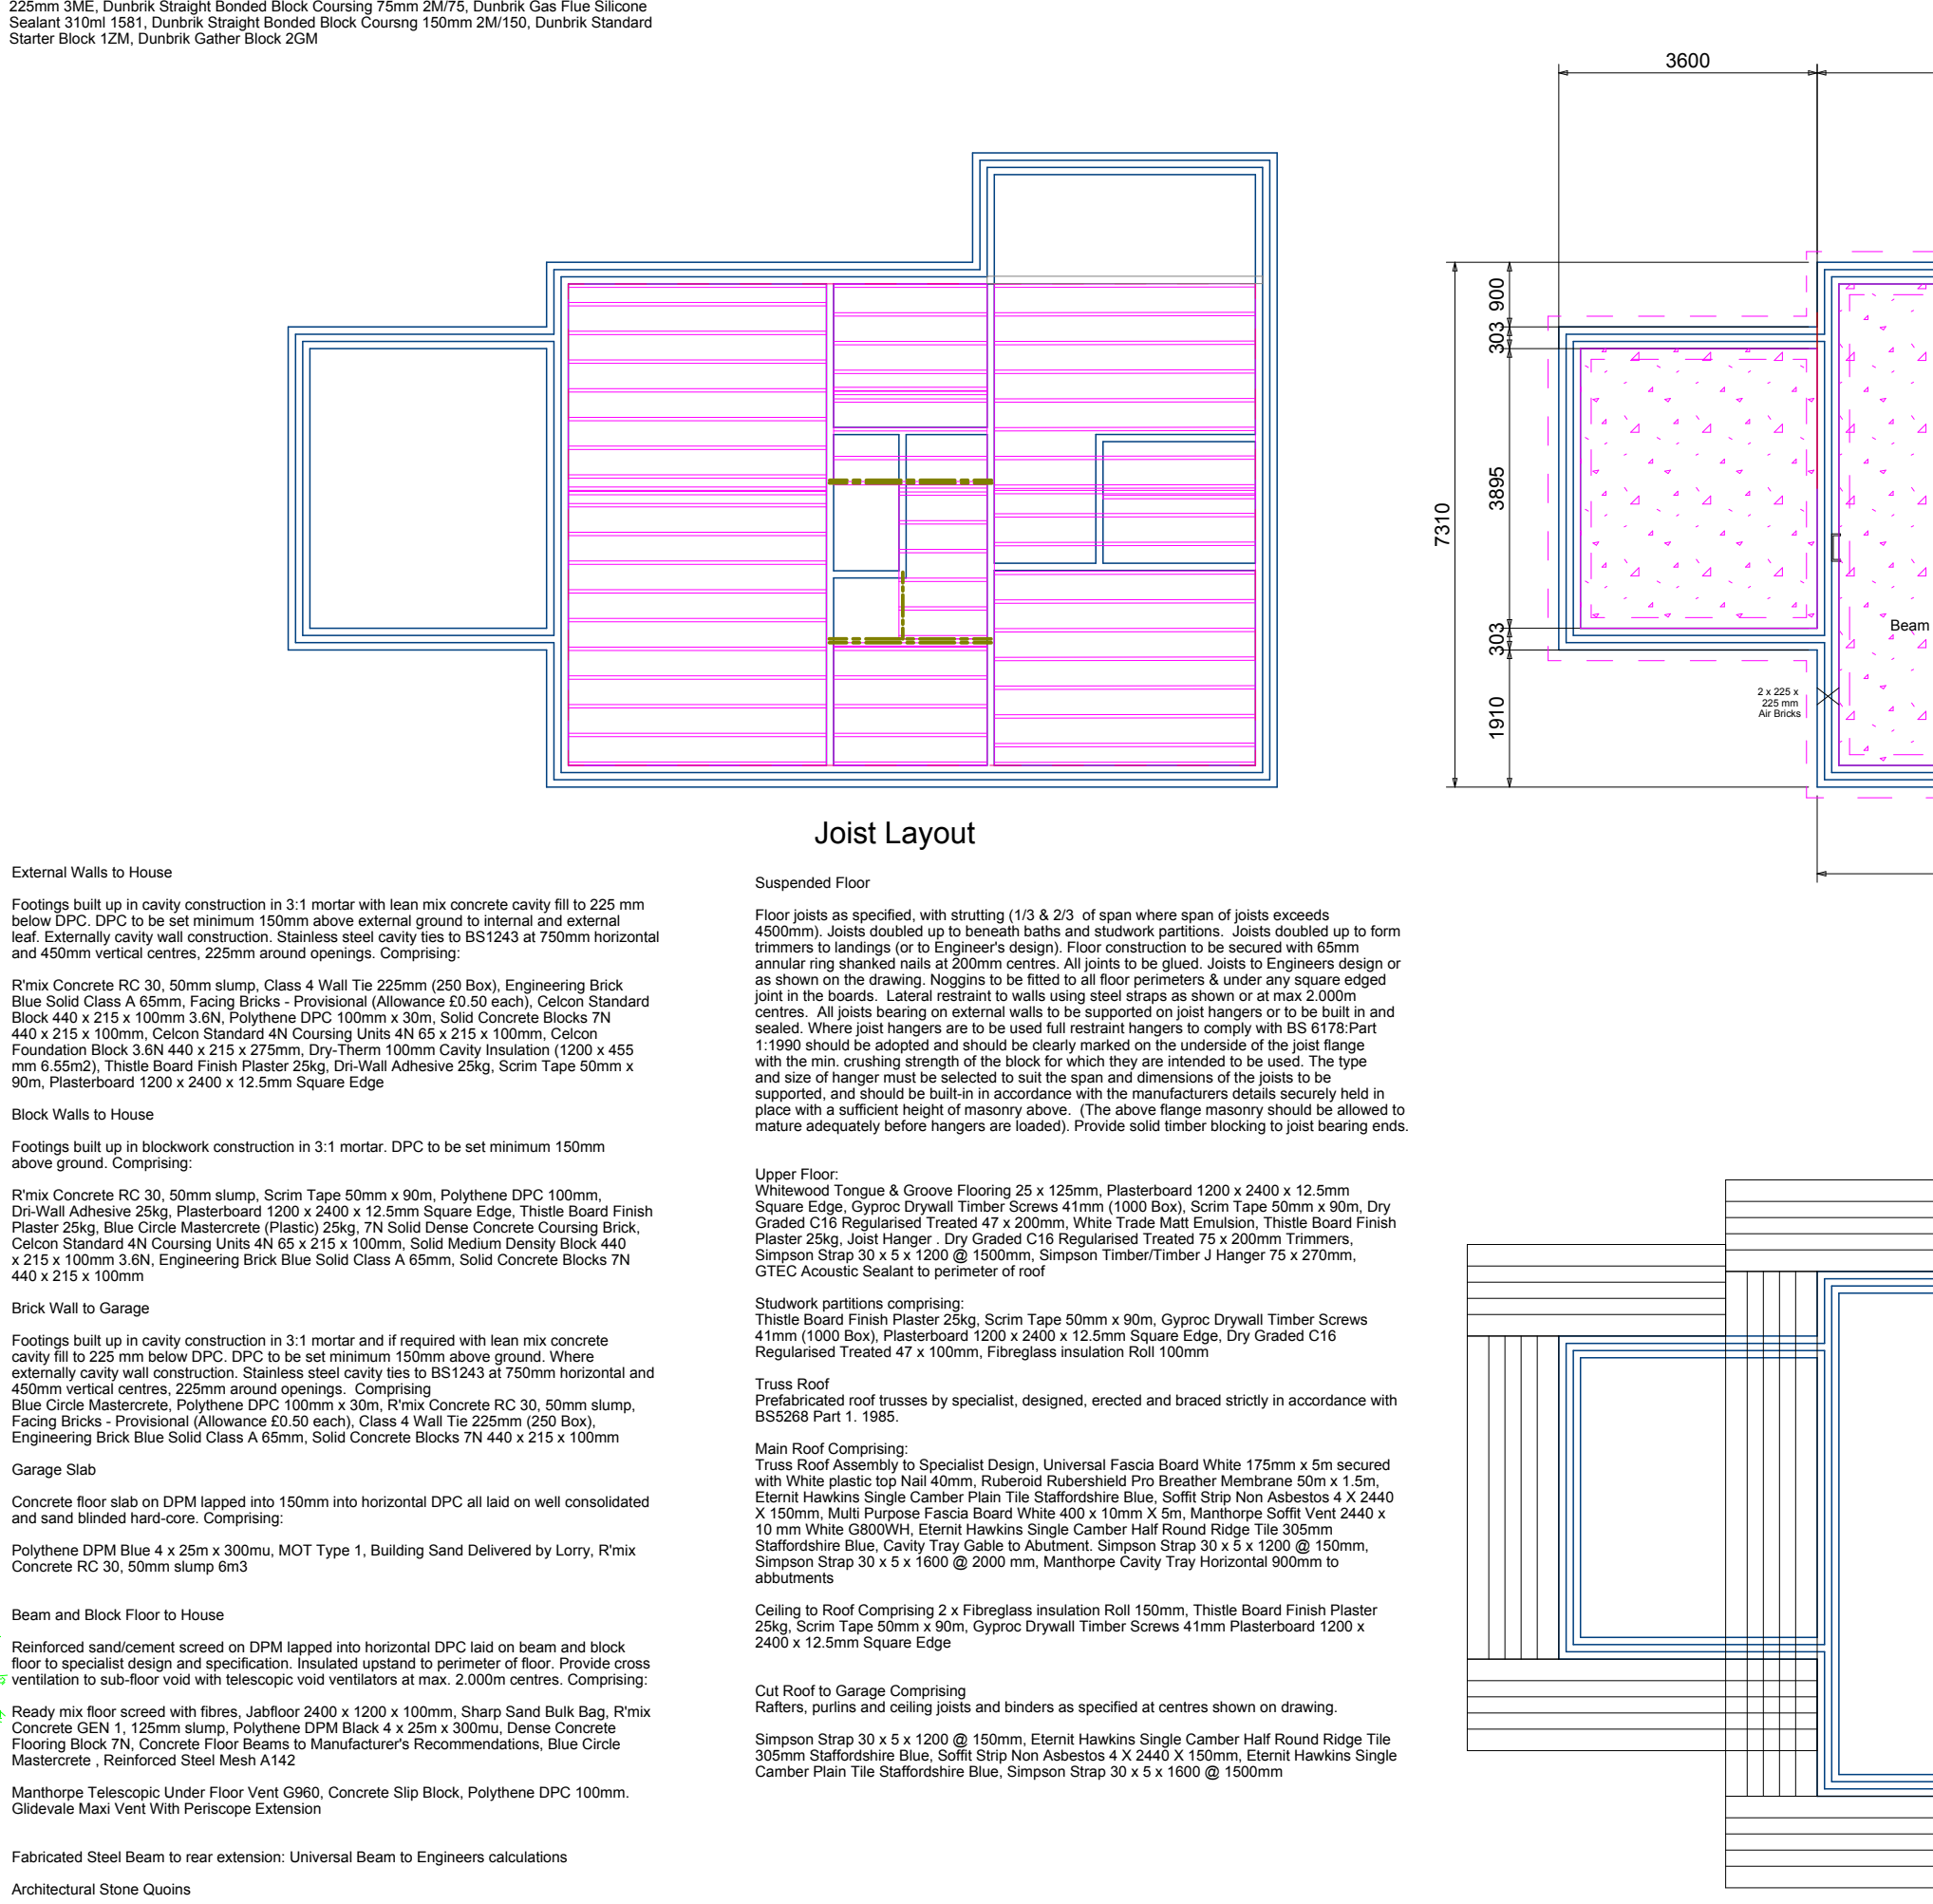 225mm 3ME, Dunbrik Straight Bonded Block Coursing 75mm 2M/75, Dunbrik Gas Flue Silicone
Sealant 310ml 1581, Dunbrik Straight Bonded Block Coursng 150mm 2M/150, Dunbrik Standard
Starter Block 1ZM, Dunbrik Gather Block 2GM
3600
900
303
3895
7310
303
1910
Beam
2 x 225 x
225 mm
Air Bricks
Joist Layout
External Walls to House
Footings built up in cavity construction in 3:1 mortar with lean mix concrete cavity fill to 225 mm
below DPC. DPC to be set minimum 150mm above external ground to internal and external
leaf. Externally cavity wall construction. Stainless steel cavity ties to BS1243 at 750mm horizontal
and 450mm vertical centres, 225mm around openings. Comprising:
R'mix Concrete RC 30, 50mm slump, Class 4 Wall Tie 225mm (250 Box), Engineering Brick
Blue Solid Class A 65mm, Facing Bricks - Provisional (Allowance £0.50 each), Celcon Standard
Block 440 x 215 x 100mm 3.6N, Polythene DPC 100mm x 30m, Solid Concrete Blocks 7N
440 x 215 x 100mm, Celcon Standard 4N Coursing Units 4N 65 x 215 x 100mm, Celcon
Foundation Block 3.6N 440 x 215 x 275mm, Dry-Therm 100mm Cavity Insulation (1200 x 455
mm 6.55m2), Thistle Board Finish Plaster 25kg, Dri-Wall Adhesive 25kg, Scrim Tape 50mm x
90m, Plasterboard 1200 x 2400 x 12.5mm Square Edge
Block Walls to House
Footings built up in blockwork construction in 3:1 mortar. DPC to be set minimum 150mm
above ground. Comprising:
R'mix Concrete RC 30, 50mm slump, Scrim Tape 50mm x 90m, Polythene DPC 100mm,
Dri-Wall Adhesive 25kg, Plasterboard 1200 x 2400 x 12.5mm Square Edge, Thistle Board Finish
Plaster 25kg, Blue Circle Mastercrete (Plastic) 25kg, 7N Solid Dense Concrete Coursing Brick,
Celcon Standard 4N Coursing Units 4N 65 x 215 x 100mm, Solid Medium Density Block 440
x 215 x 100mm 3.6N, Engineering Brick Blue Solid Class A 65mm, Solid Concrete Blocks 7N
440 x 215 x 100mm
Brick Wall to Garage
Footings built up in cavity construction in 3:1 mortar and if required with lean mix concrete
cavity fill to 225 mm below DPC. DPC to be set minimum 150mm above ground. Where
externally cavity wall construction. Stainless steel cavity ties to BS1243 at 750mm horizontal and
450mm vertical centres, 225mm around openings.  Comprising
Blue Circle Mastercrete, Polythene DPC 100mm x 30m, R'mix Concrete RC 30, 50mm slump,
Facing Bricks - Provisional (Allowance £0.50 each), Class 4 Wall Tie 225mm (250 Box),
Engineering Brick Blue Solid Class A 65mm, Solid Concrete Blocks 7N 440 x 215 x 100mm
Garage Slab
Concrete floor slab on DPM lapped into 150mm into horizontal DPC all laid on well consolidated
and sand blinded hard-core. Comprising:
Polythene DPM Blue 4 x 25m x 300mu, MOT Type 1, Building Sand Delivered by Lorry, R'mix
Concrete RC 30, 50mm slump 6m3
Beam and Block Floor to House
Reinforced sand/cement screed on DPM lapped into horizontal DPC laid on beam and block
floor to specialist design and specification. Insulated upstand to perimeter of floor. Provide cross
ventilation to sub-floor void with telescopic void ventilators at max. 2.000m centres. Comprising:
Ready mix floor screed with fibres, Jabfloor 2400 x 1200 x 100mm, Sharp Sand Bulk Bag, R'mix
Concrete GEN 1, 125mm slump, Polythene DPM Black 4 x 25m x 300mu, Dense Concrete
Flooring Block 7N, Concrete Floor Beams to Manufacturer's Recommendations, Blue Circle
Mastercrete , Reinforced Steel Mesh A142
Manthorpe Telescopic Under Floor Vent G960, Concrete Slip Block, Polythene DPC 100mm.
Glidevale Maxi Vent With Periscope Extension
Fabricated Steel Beam to rear extension: Universal Beam to Engineers calculations
Architectural Stone Quoins
Suspended Floor
Floor joists as specified, with strutting (1/3 & 2/3  of span where span of joists exceeds
4500mm). Joists doubled up to beneath baths and studwork partitions.  Joists doubled up to form
trimmers to landings (or to Engineer's design). Floor construction to be secured with 65mm
annular ring shanked nails at 200mm centres. All joints to be glued. Joists to Engineers design or
as shown on the drawing. Noggins to be fitted to all floor perimeters & under any square edged
joint in the boards.  Lateral restraint to walls using steel straps as shown or at max 2.000m
centres.  All joists bearing on external walls to be supported on joist hangers or to be built in and
sealed. Where joist hangers are to be used full restraint hangers to comply with BS 6178:Part
1:1990 should be adopted and should be clearly marked on the underside of the joist flange
with the min. crushing strength of the block for which they are intended to be used. The type
and size of hanger must be selected to suit the span and dimensions of the joists to be
supported, and should be built-in in accordance with the manufacturers details securely held in
place with a sufficient height of masonry above.  (The above flange masonry should be allowed to
mature adequately before hangers are loaded). Provide solid timber blocking to joist bearing ends.
Upper Floor:
Whitewood Tongue & Groove Flooring 25 x 125mm, Plasterboard 1200 x 2400 x 12.5mm
Square Edge, Gyproc Drywall Timber Screws 41mm (1000 Box), Scrim Tape 50mm x 90m, Dry
Graded C16 Regularised Treated 47 x 200mm, White Trade Matt Emulsion, Thistle Board Finish
Plaster 25kg, Joist Hanger . Dry Graded C16 Regularised Treated 75 x 200mm Trimmers,
Simpson Strap 30 x 5 x 1200 @ 1500mm, Simpson Timber/Timber J Hanger 75 x 270mm,
GTEC Acoustic Sealant to perimeter of roof
Studwork partitions comprising:
Thistle Board Finish Plaster 25kg, Scrim Tape 50mm x 90m, Gyproc Drywall Timber Screws
41mm (1000 Box), Plasterboard 1200 x 2400 x 12.5mm Square Edge, Dry Graded C16
Regularised Treated 47 x 100mm, Fibreglass insulation Roll 100mm
Truss Roof
Prefabricated roof trusses by specialist, designed, erected and braced strictly in accordance with
BS5268 Part 1. 1985.
Main Roof Comprising:
Truss Roof Assembly to Specialist Design, Universal Fascia Board White 175mm x 5m secured
with White plastic top Nail 40mm, Ruberoid Rubershield Pro Breather Membrane 50m x 1.5m,
Eternit Hawkins Single Camber Plain Tile Staffordshire Blue, Soffit Strip Non Asbestos 4 X 2440
X 150mm, Multi Purpose Fascia Board White 400 x 10mm X 5m, Manthorpe Soffit Vent 2440 x
10 mm White G800WH, Eternit Hawkins Single Camber Half Round Ridge Tile 305mm
Staffordshire Blue, Cavity Tray Gable to Abutment. Simpson Strap 30 x 5 x 1200 @ 150mm,
Simpson Strap 30 x 5 x 1600 @ 2000 mm, Manthorpe Cavity Tray Horizontal 900mm to
abbutments
Ceiling to Roof Comprising 2 x Fibreglass insulation Roll 150mm, Thistle Board Finish Plaster
25kg, Scrim Tape 50mm x 90m, Gyproc Drywall Timber Screws 41mm Plasterboard 1200 x
2400 x 12.5mm Square Edge
Cut Roof to Garage Comprising
Rafters, purlins and ceiling joists and binders as specified at centres shown on drawing.
Simpson Strap 30 x 5 x 1200 @ 150mm, Eternit Hawkins Single Camber Half Round Ridge Tile
305mm Staffordshire Blue, Soffit Strip Non Asbestos 4 X 2440 X 150mm, Eternit Hawkins Single
Camber Plain Tile Staffordshire Blue, Simpson Strap 30 x 5 x 1600 @ 1500mm